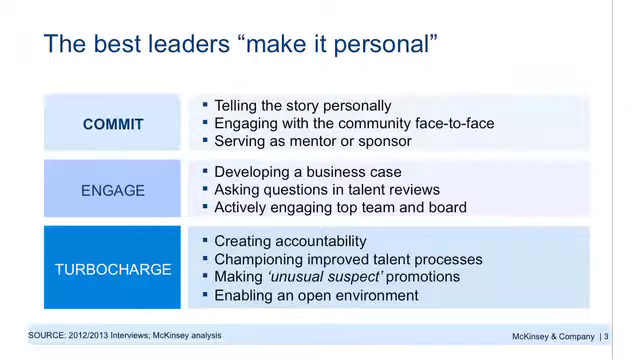 The best leaders “make it personal”
COMMIT
▪ Telling the story personally
▪ Engaging with the community face-to-face
▪ Serving as mentor or sponsor
ENGAGE
▪ Developing a business case
▪ Asking questions in talent reviews
▪ Actively engaging top team and board
TURBOCHARGE
▪ Creating accountability
▪ Championing improved talent processes
▪ Making ‘unusual suspect’ promotions
▪ Enabling an open environment
SOURCE: 2012/2013 Interviews; McKinsey analysis
McKinsey & Company | 3